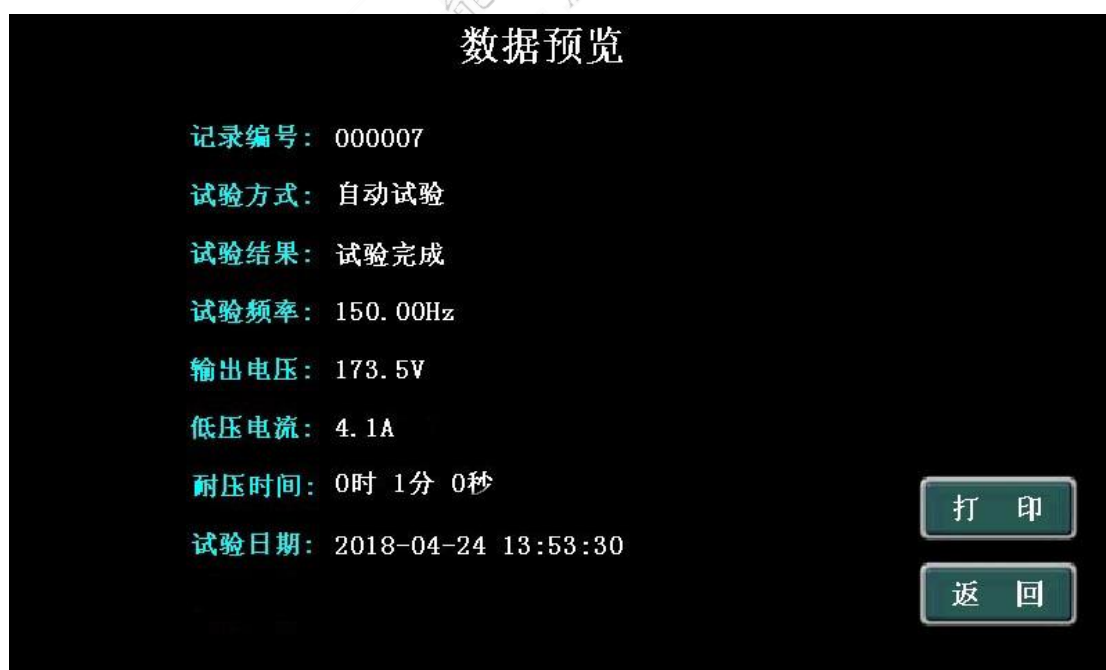 数据预览
记录编号: 000007
试验方式: 自动试验
试验结果: 试验完成
试验频率: 150.00Hz
输出电压: 173.5V
低压电流: 4.1A
耐压时间: 0时 1分 0秒
试验日期: 2018-04-24 13:53:30
打 印
返 回